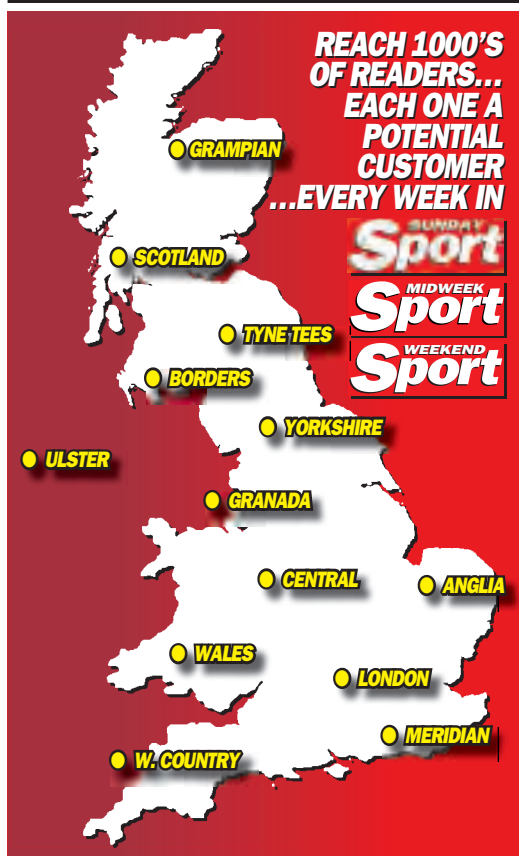 REACH 1000'S
OF READERS...
EACH ONE A
POTENTIAL
CUSTOMER
...EVERY WEEK IN
SUNDAY
Sport
MIDWEEK
Sport
WEEKEND
Sport
GRAMPIAN
SCOTLAND
TYNE TEES
BORDERS
YORKSHIRE
ULSTER
GRANADA
CENTRAL
ANGLIA
WALES
LONDON
MERIDIAN
W. COUNTRY